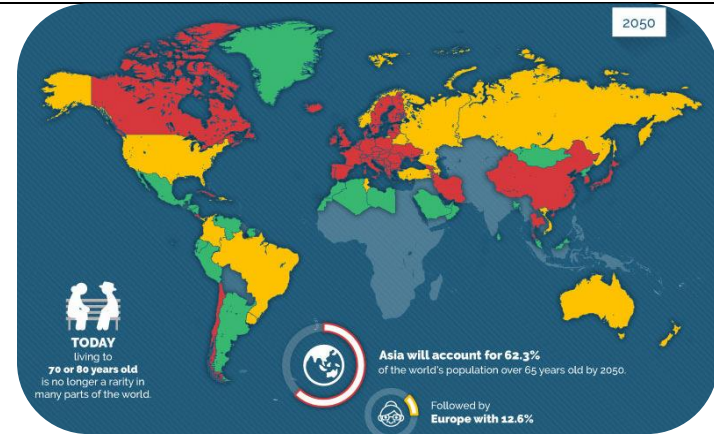 2050
TODAY
living to
70 or 80 years old
is no longer a rarity in
many parts of the world.
Asia will account for 62.3%
of the world's population over 65 years old by 2050.
Followed by
Europe with 12.6%